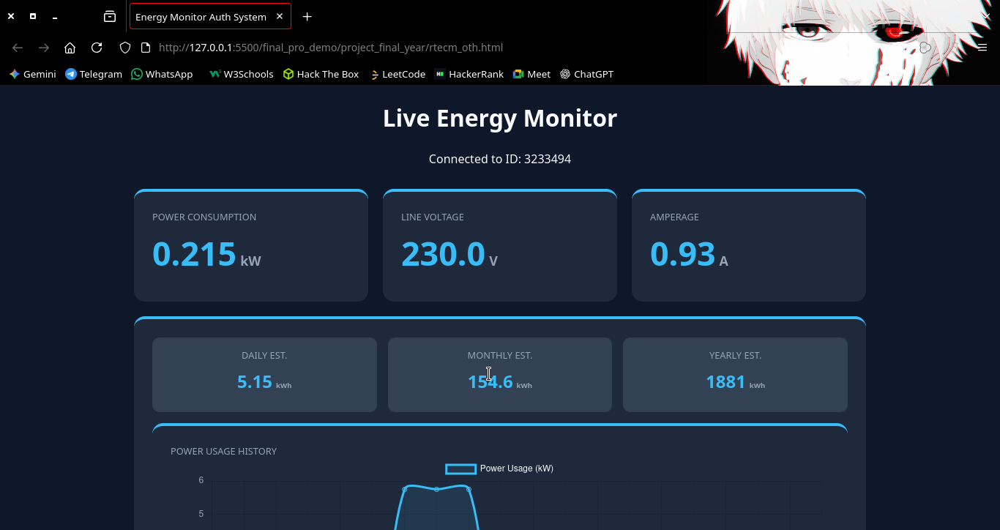 Energy Monitor Auth System
http://127.0.0.1:5500/final_pro_demo/project_final_year/rtecm_oth.html
Gemini Telegram WhatsApp W3Schools Hack The Box LeetCode HackerRank Meet ChatGPT
Live Energy Monitor
Connected to ID: 3233494
POWER CONSUMPTION LINE VOLTAGE AMPERAGE
0.215 kW 230.0 V 0.93 A
DAILY EST. MONTHLY EST. YEARLY EST.
5.15 kWh 154.6 kWh 1881 kWh
POWER USAGE HISTORY
Power Usage (kW)
6
5